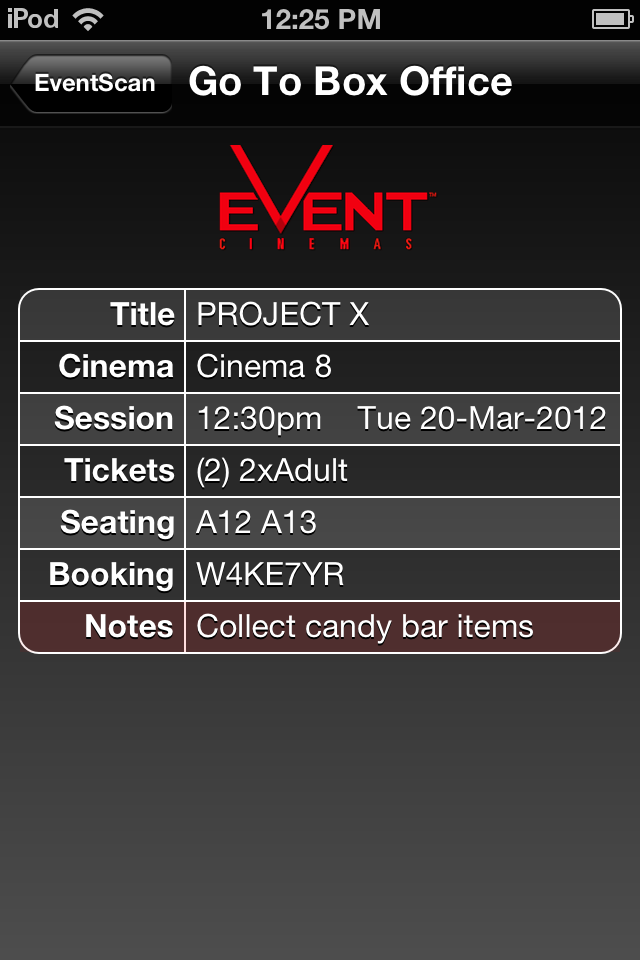 iPod 12:25 PM
EventScan Go To Box Office
EVENT™
CINEMAS
Title PROJECT X
Cinema Cinema 8
Session 12:30pm Tue 20-Mar-2012
Tickets (2) 2xAdult
Seating A12 A13
Booking W4KE7YR
Notes Collect candy bar items